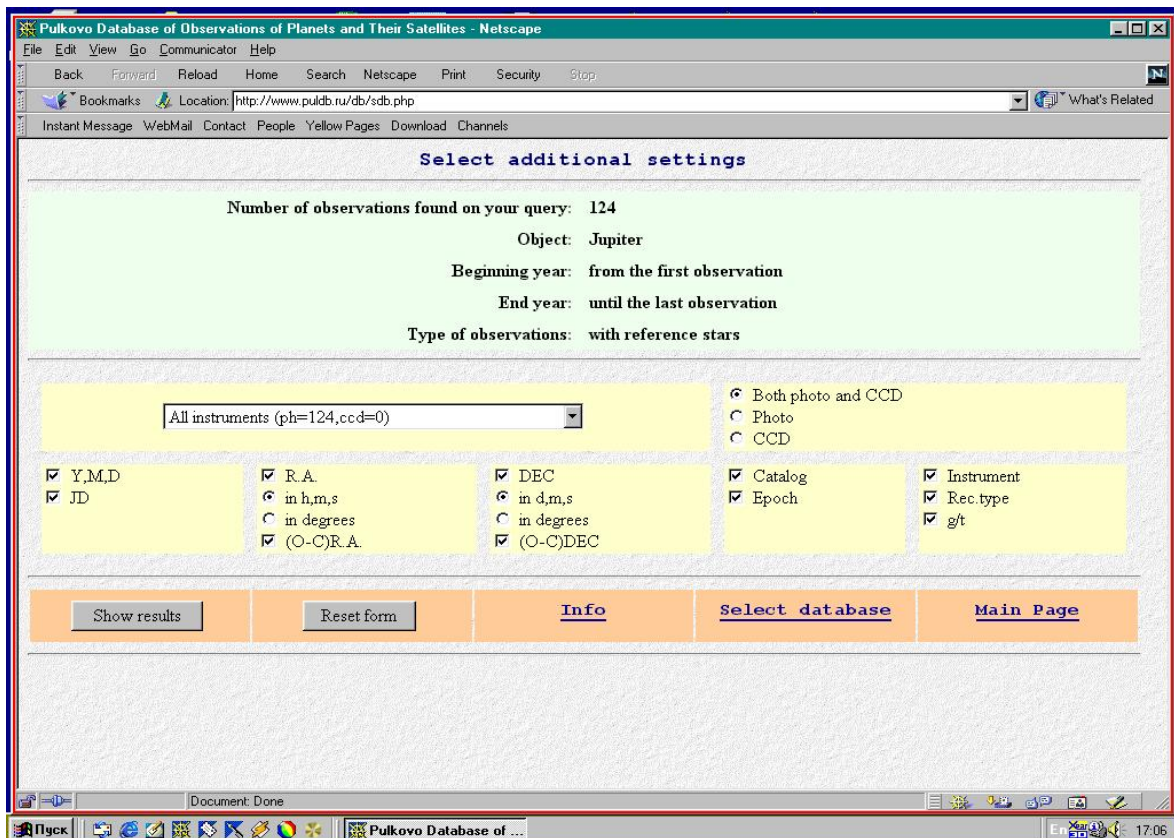 Pulkovo Database of Observations of Planets and Their Satellites - Netscape
File Edit View Go Communicator Help
Back Forward Reload Home Search Netscape Print Security Stop
N
Bookmarks Location: http://www.puldb.ru/db/sdb.php What's Related
Instant Message WebMail Contact People Yellow Pages Download Channels
Select additional settings
Number of observations found on your query: 124
Object: Jupiter
Beginning year: from the first observation
End year: until the last observation
Type of observations: with reference stars
All instruments (ph=124,ccd=0)
Both photo and CCD
Photo
CCD
Y,M,D
JD
R.A.
in h,m,s
in degrees
(O-C)R.A.
DEC
in d,m,s
in degrees
(O-C)DEC
Catalog
Epoch
Instrument
Rec.type
g/t
Show results Reset form Info Select database Main Page
Document: Done
Пуск Pulkovo Database of ... En 17:05